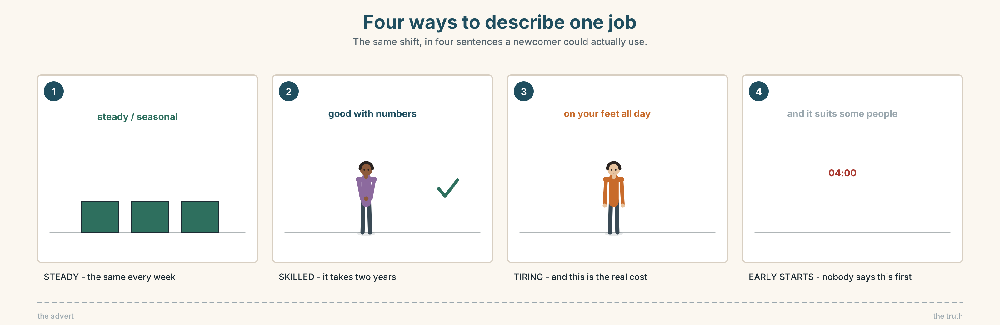 Four ways to describe one job
The same shift, in four sentences a newcomer could actually use.
1
steady / seasonal
STEADY - the same every week
2
good with numbers
SKILLED - it takes two years
3
on your feet all day
TIRING - and this is the real cost
4
and it suits some people
04:00
EARLY STARTS - nobody says this first
the advert
the truth